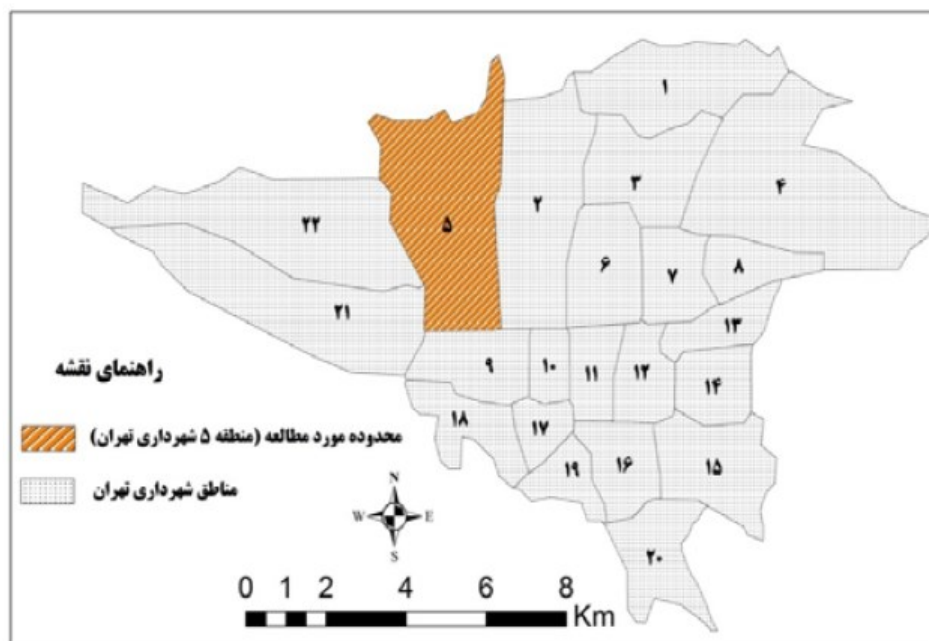 ۱
۲
۳
۴
۵
۶
۷
۸
۲۲
۲۱
۱۳
۹
۱۰
۱۱
۱۲
۱۴
۱۸
۱۷
۱۹
۱۶
۱۵
۲۰
راهنمای نقشه
محدوده مورد مطالعه (منطقه ۵ شهرداری تهران)
مناطق شهرداری تهران
N
W E
S
0 1 2 4 6 8
Km